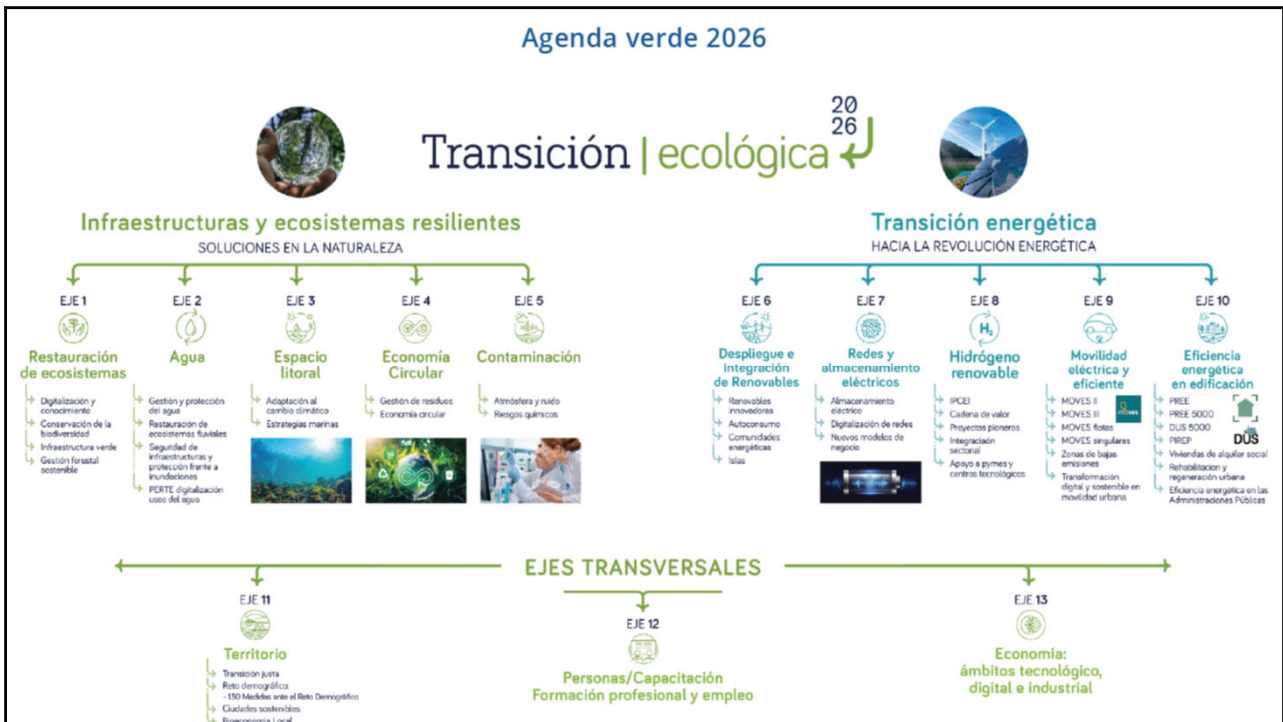 Agenda verde 2026
Transición | ecológica
20
26
Infraestructuras y ecosistemas resilientes
SOLUCIONES EN LA NATURALEZA
EJE 1
Restauración
de ecosistemas
Digitalización y
conocimiento
Conservación de la
biodiversidad
Infraestructura verde
Gestión forestal
sostenible
EJE 2
Agua
Gestión y protección
del agua
Restauración de
ecosistemas fluviales
Seguridad de
infraestructuras y
protección frente a
inundaciones
PERTE digitalización
usos del agua
EJE 3
Espacio
litoral
Adaptación al
cambio climático
Estrategias marinas
EJE 4
Economía
Circular
Gestión de residuos
Economía circular
EJE 5
Contaminación
Atmósfera y ruido
Riesgos químicos
Transición energética
HACIA LA REVOLUCIÓN ENERGÉTICA
EJE 6
Despliegue e
integración
de Renovables
Renovables
innovadoras
Autoconsumo
Comunidades
energéticas
Islas
EJE 7
Redes y
almacenamiento
eléctricos
Almacenamiento
eléctrico
Digitalización de redes
Nuevos modelos de
negocio
EJE 8
H2
Hidrógeno
renovable
IPCEI
Cadena de valor
Proyectos pioneros
Integración
sectorial
Apoyo a pymes y
centros tecnológicos
EJE 9
Movilidad
eléctrica y
eficiente
MOVES II
MOVES III
MOVES flotas
MOVES singulares
Zonas de bajas
emisiones
Transformación
digital y sostenible en
movilidad urbana
moves
EJE 10
Eficiencia
energética
en edificación
PREE
PREE 5000
DUS 5000
PIREP
Viviendas de alquiler social
Rehabilitacion y
regeneración urbana
Eficiencia energética en las
Administraciones Públicas
DUS
EJES TRANSVERSALES
EJE 11
Territorio
Transición justa
Reto demográfico:
-130 Medidas ante el Reto Demográfico
Ciudades sostenibles
Bioeconomía Local
EJE 12
Personas/Capacitación
Formación profesional y empleo
EJE 13
Economía:
ámbitos tecnológico,
digital e industrial